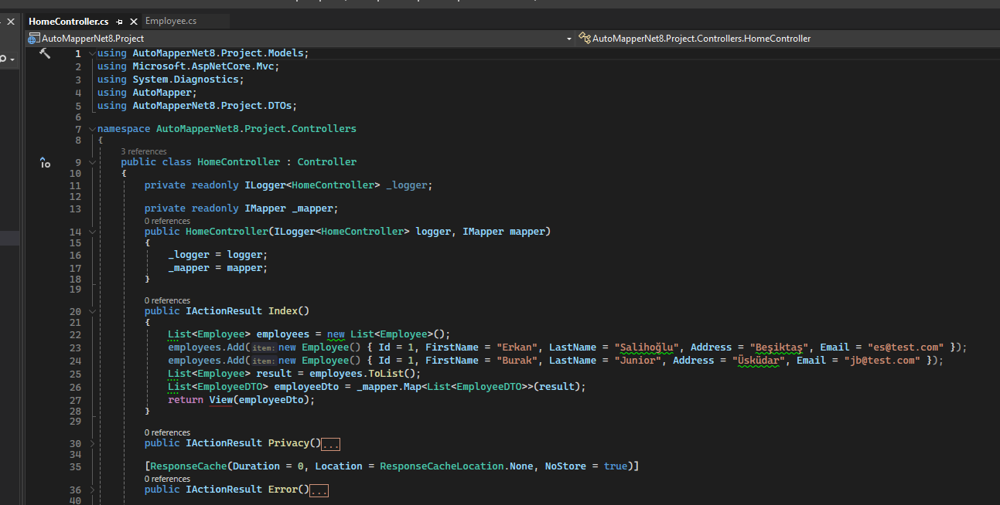 HomeController.cs Employee.cs
AutoMapperNet8.Project AutoMapperNet8.Project.Controllers.HomeController
1 using AutoMapperNet8.Project.Models;
2 using Microsoft.AspNetCore.Mvc;
3 using System.Diagnostics;
4 using AutoMapper;
5 using AutoMapperNet8.Project.DTOs;
6
7 namespace AutoMapperNet8.Project.Controllers
8 {
3 references
9 public class HomeController : Controller
10 {
11 private readonly ILogger<HomeController> _logger;
12
13 private readonly IMapper _mapper;
0 references
14 public HomeController(ILogger<HomeController> logger, IMapper mapper)
15 {
16 _logger = logger;
17 _mapper = mapper;
18 }
19
0 references
20 public IActionResult Index()
21 {
22 List<Employee> employees = new List<Employee>();
23 employees.Add(item: new Employee() { Id = 1, FirstName = "Erkan", LastName = "Salihoğlu", Address = "Beşiktaş", Email = "es@test.com" });
24 employees.Add(item: new Employee() { Id = 1, FirstName = "Burak", LastName = "Junior", Address = "Üsküdar", Email = "jb@test.com" });
25 List<Employee> result = employees.ToList();
26 List<EmployeeDTO> employeeDto = _mapper.Map<List<EmployeeDTO>>(result);
27 return View(employeeDto);
28 }
29
0 references
30 public IActionResult Privacy()...
34
35 [ResponseCache(Duration = 0, Location = ResponseCacheLocation.None, NoStore = true)]
0 references
36 public IActionResult Error()...
40